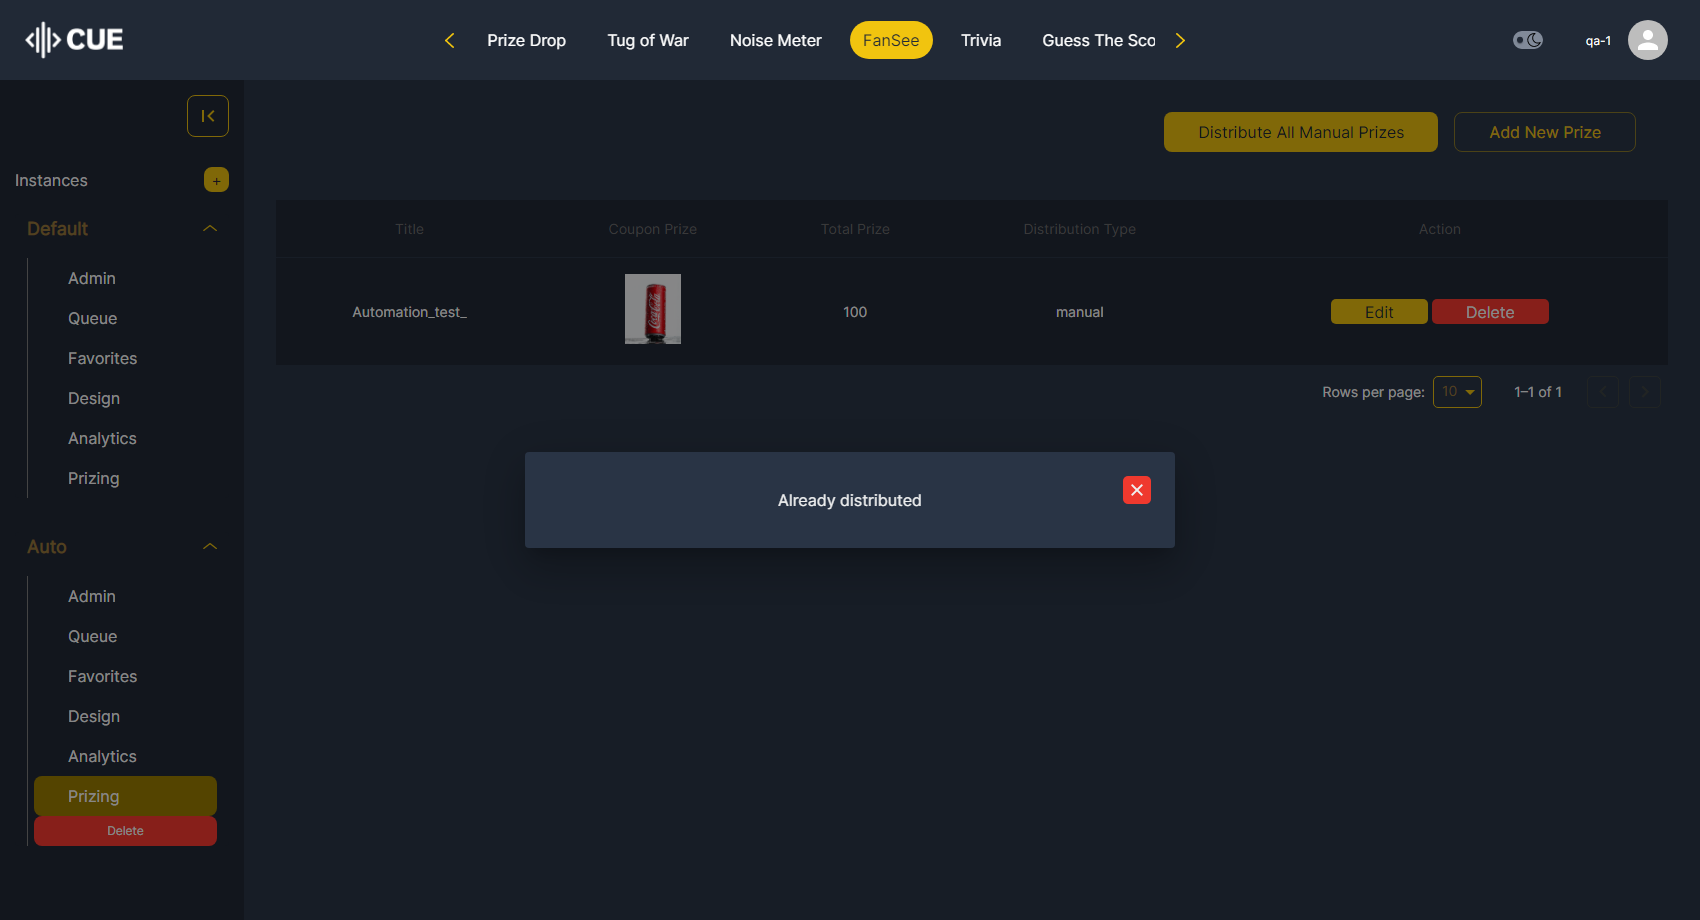 CUE
Prize Drop
Tug of War
Noise Meter
FanSee
Trivia
Guess The Sco
qa-1
Instances
+
Default
Admin
Queue
Favorites
Design
Analytics
Prizing
Auto
Admin
Queue
Favorites
Design
Analytics
Prizing
Delete
Distribute All Manual Prizes
Add New Prize
Title
Coupon Prize
Total Prize
Distribution Type
Action
Automation_test_
Coca-Cola
100
manual
Edit
Delete
Rows per page:
10
1–1 of 1
Already distributed